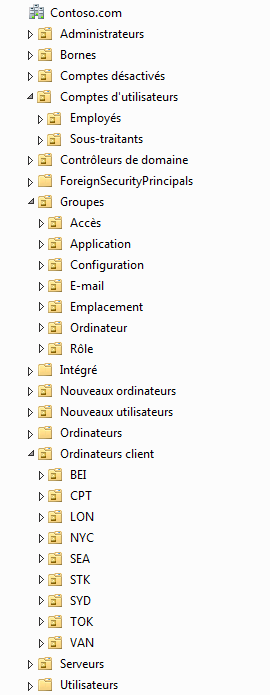 Contoso.com
Administrateurs
Bornes
Comptes désactivés
Comptes d'utilisateurs
Employés
Sous-traitants
Contrôleurs de domaine
ForeignSecurityPrincipals
Groupes
Accès
Application
Configuration
E-mail
Emplacement
Ordinateur
Rôle
Intégré
Nouveaux ordinateurs
Nouveaux utilisateurs
Ordinateurs
Ordinateurs client
BEI
CPT
LON
NYC
SEA
STK
SYD
TOK
VAN
Serveurs
Utilisateurs